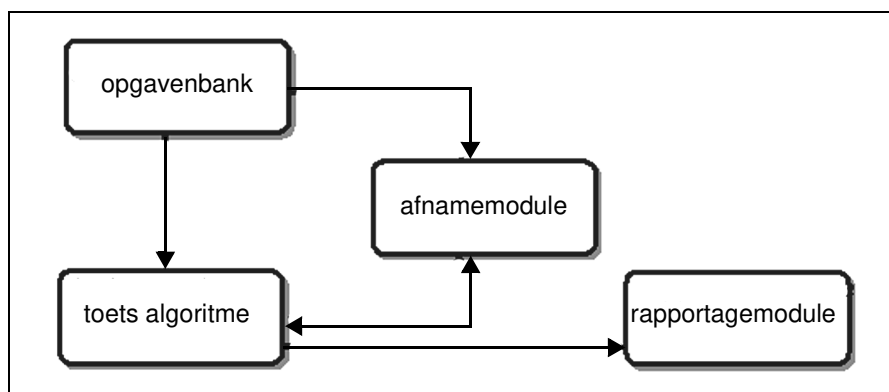 opgavenbank
afnamemodule
toets algoritme
rapportagemodule